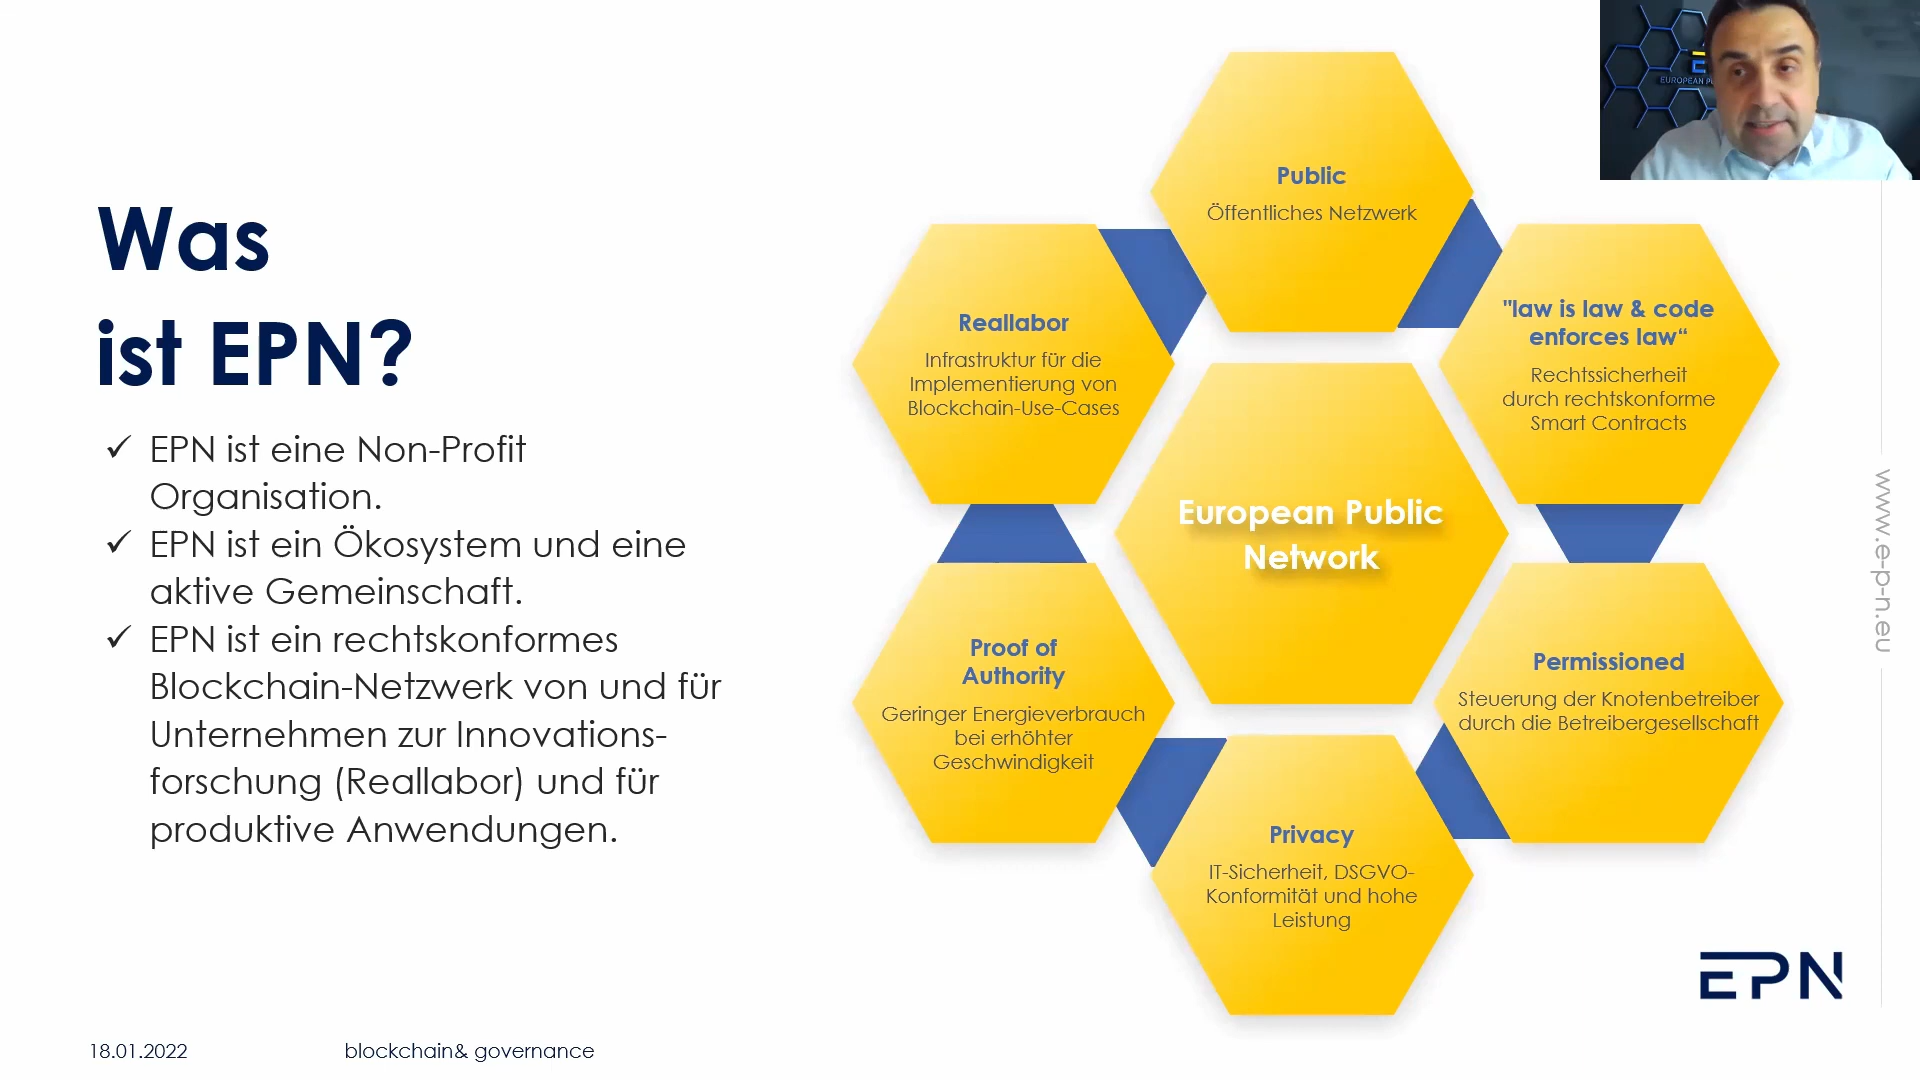 Was
ist EPN?
✓ EPN ist eine Non-Profit
Organisation.
✓ EPN ist ein Ökosystem und eine
aktive Gemeinschaft.
✓ EPN ist ein rechtskonformes
Blockchain-Netzwerk von und für
Unternehmen zur Innovations-
forschung (Reallabor) und für
produktive Anwendungen.
Public
Öffentliches Netzwerk
"law is law & code
enforces law“
Rechtssicherheit
durch rechtskonforme
Smart Contracts
Permissioned
Steuerung der Knotenbetreiber
durch die Betreibergesellschaft
Privacy
IT-Sicherheit, DSGVO-
Konformität und hohe
Leistung
Proof of
Authority
Geringer Energieverbrauch
bei erhöhter
Geschwindigkeit
Reallabor
Infrastruktur für die
Implementierung von
Blockchain-Use-Cases
European Public
Network
EUROPEAN
www.e-p-n.eu
EPN
18.01.2022
blockchain& governance